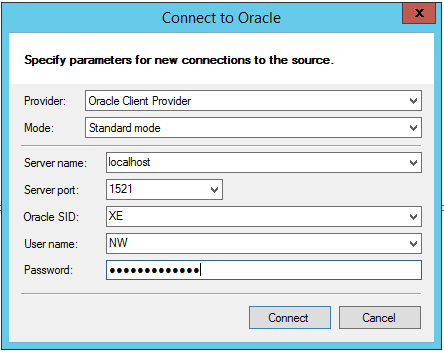 Connect to Oracle
x
Specify parameters for new connections to the source.
Provider: Oracle Client Provider
Mode: Standard mode
Server name: localhost
Server port: 1521
Oracle SID: XE
User name: NW
Password: ●●●●●●●●●●●●●
Connect Cancel